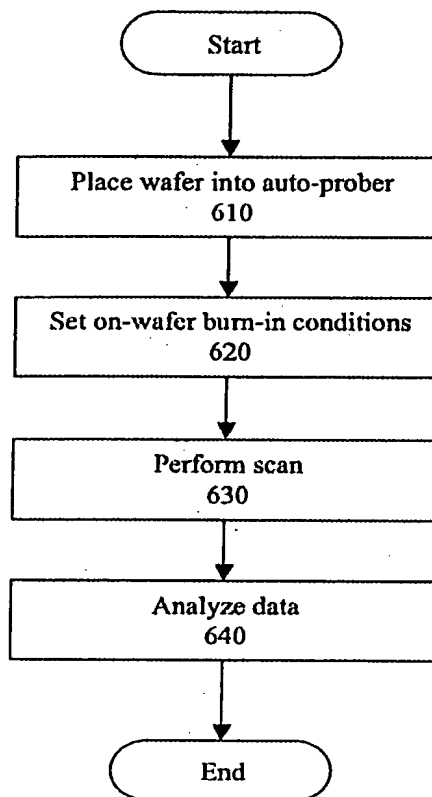 Start
Place wafer into auto-prober
610
Set on-wafer burn-in conditions
620
Perform scan
630
Analyze data
640
End